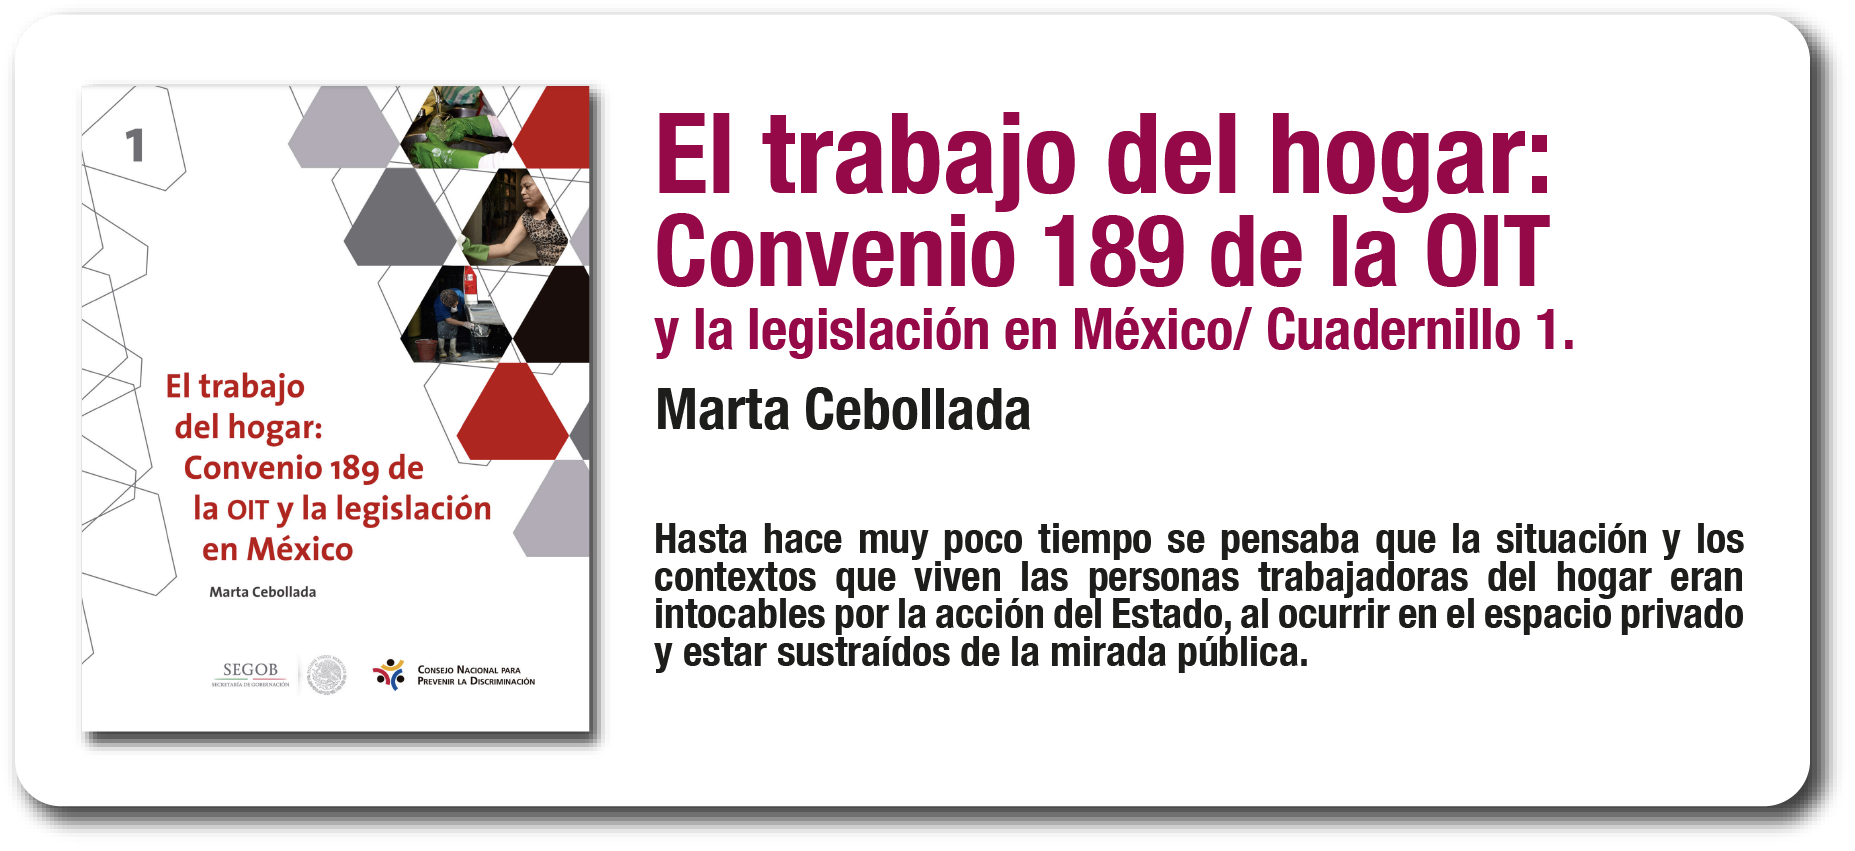 1
El trabajo
del hogar:
Convenio 189 de
la OIT y la legislación
en México
Marta Cebollada
SEGOB
SECRETARÍA DE GOBERNACIÓN
CONSEJO NACIONAL PARA
PREVENIR LA DISCRIMINACIÓN
El trabajo del hogar:
Convenio 189 de la OIT
y la legislación en México/ Cuadernillo 1.
Marta Cebollada
Hasta hace muy poco tiempo se pensaba que la situación y los
contextos que viven las personas trabajadoras del hogar eran
intocables por la acción del Estado, al ocurrir en el espacio privado
y estar sustraídos de la mirada pública.